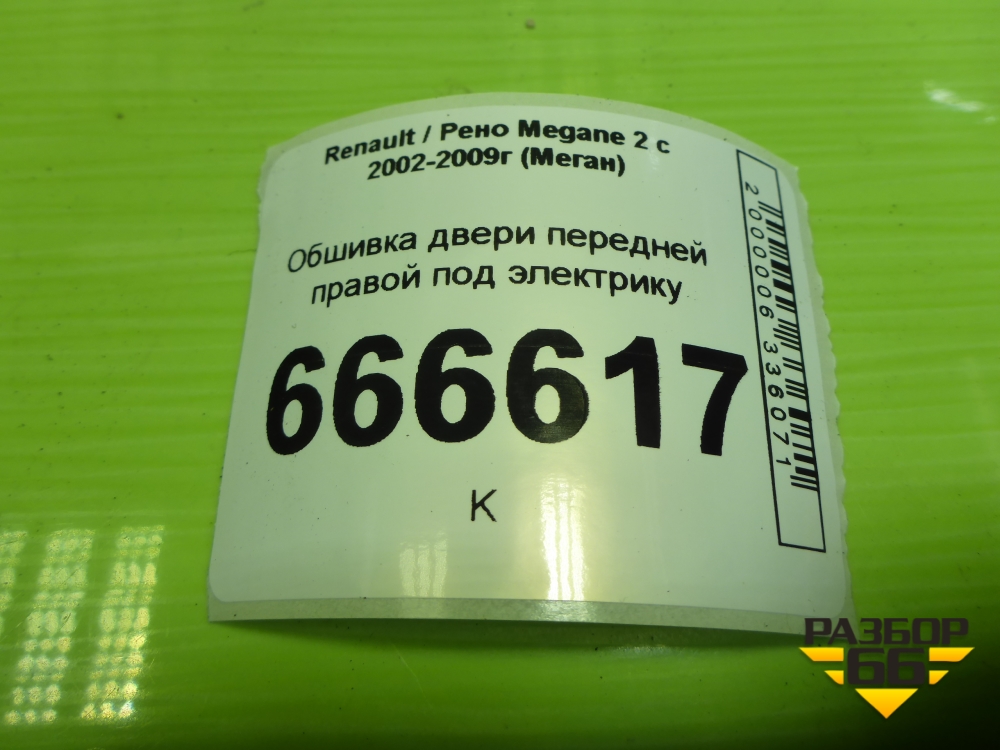 Renault / Рено Megane 2 с
2002-2009г (Меган)
Обшивка двери передней
правой под электрику
666617
К
2000006336071
РАЗБОР
66